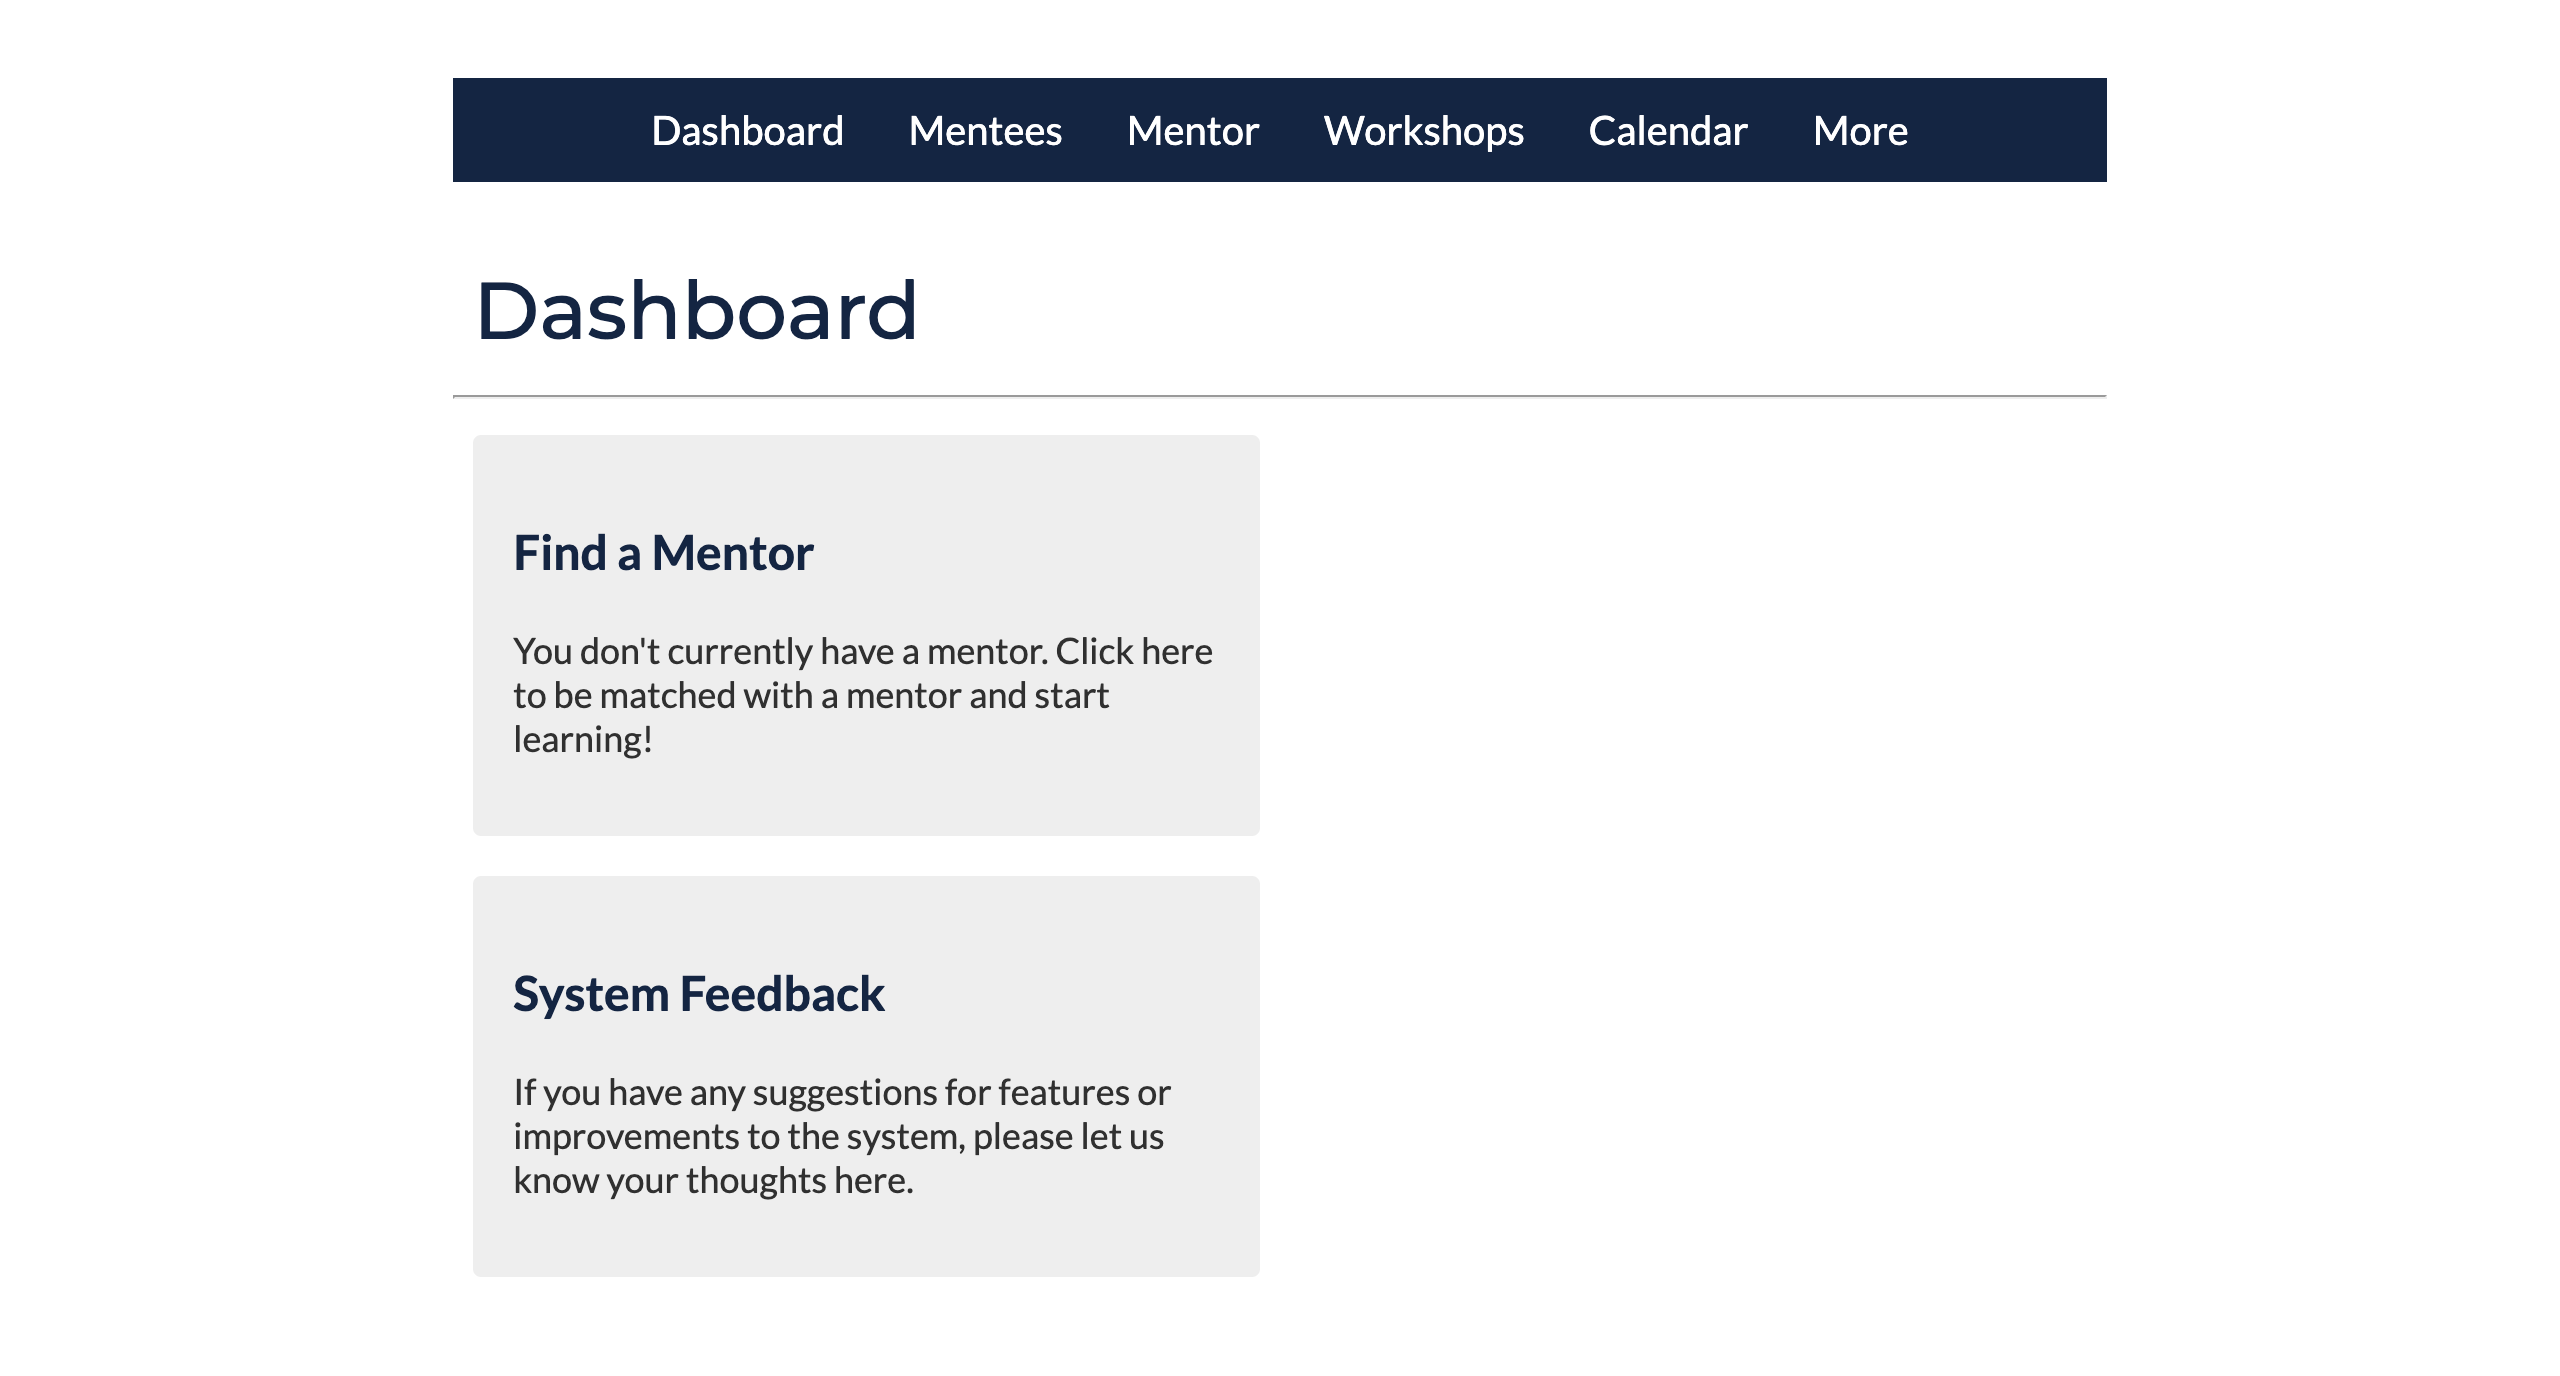 Dashboard Mentees Mentor Workshops Calendar More
Dashboard
Find a Mentor
You don't currently have a mentor. Click here
to be matched with a mentor and start
learning!
System Feedback
If you have any suggestions for features or
improvements to the system, please let us
know your thoughts here.